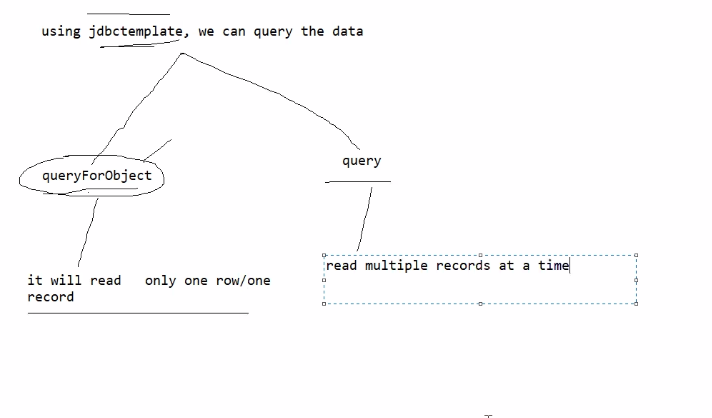 using jdbctemplate, we can query the data
queryForObject
query
it will read only one row/one
record
read multiple records at a time